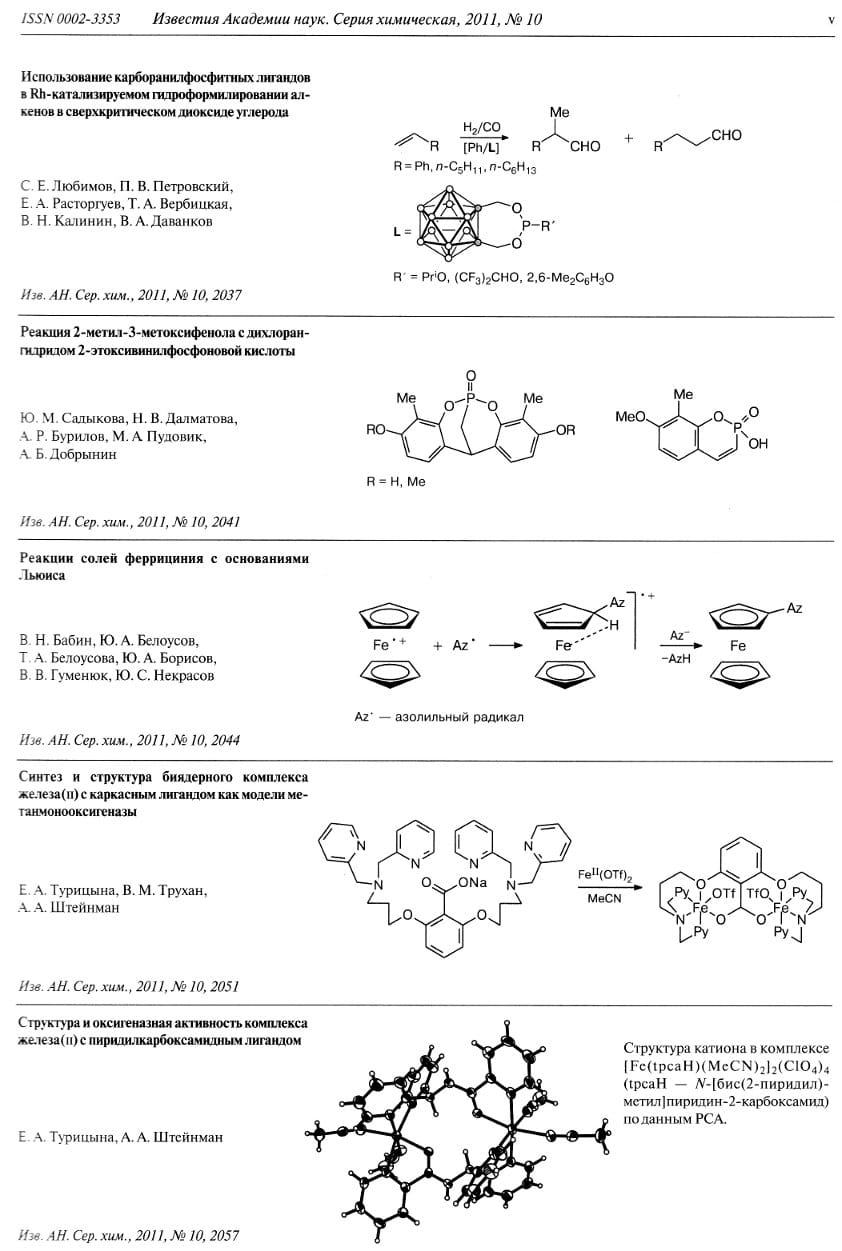 ISSN 0002-3353 Известия Академии наук. Серия химическая, 2011, № 10 v
Использование карборанилфосфитных лигандов
в Rh-катализируемом гидроформилировании ал-
кенов в сверхкритическом диоксиде углерода
С. Е. Любимов, П. В. Петровский,
Е. А. Расторгуев, Т. А. Вербицкая,
В. Н. Калинин, В. А. Даванков
Изв. АН. Сер. хим., 2011, № 10, 2037
Me
H2/CO
[Ph/L]
R
R
CHO
+
R
CHO
R = Ph, n-C5H11, n-C6H13
L =
O
P–R´
O
R´ = PriO, (CF3)2CHO, 2,6-Me2C6H3O
Реакция 2-метил-3-метоксифенола с дихлоран-
гидридом 2-этоксивинилфосфоновой кислоты
Ю. М. Садыкова, Н. В. Далматова,
А. Р. Бурилов, М. А Пудовик,
А. Б. Добрынин
Изв. АН. Сер. хим., 2011, № 10, 2041
O
Me
O
P
O
Me
RO
OR
R = H, Me
Me
MeO
O
P
O
OH
Реакции солей феррициния с основаниями
Льюиса
В. Н. Бабин, Ю. А. Белоусов,
Т. А. Белоусова, Ю. А. Борисов,
В. В. Гуменюк, Ю. С. Некрасов
Изв. АН. Сер. хим., 2011, № 10, 2044
Fe•+ + Az•
Az
H
Fe
•+
Az–
–AzH
Az
Fe
Az• — азолильный радикал
Синтез и структура биядерного комплекса
железа(II) с каркасным лигандом как модели ме-
танмонооксигеназы
Е. А. Турицына, В. М. Трухан,
А. А. Штейнман
Изв. АН. Сер. хим., 2011, № 10, 2051
N
N
N
N
N
O
ONa
N
O
O
FeII(OTf)2
MeCN
O
O
Py
OTf
TfO
Py
Fe
Fe
N
O
O
N
Py
Py
Структура и оксигеназная активность комплекса
железа(II) с пиридилкарбоксамидным лигандом
Е. А. Турицына, А. А. Штейнман
Изв. АН. Сер. хим., 2011, № 10, 2057
Структура катиона в комплексе
[Fe(tpcaH)(MeCN)2]2(ClO4)4
(tpcaH — N-[бис(2-пиридил)-
метил]пиридин-2-карбоксамид)
по данным РСА.